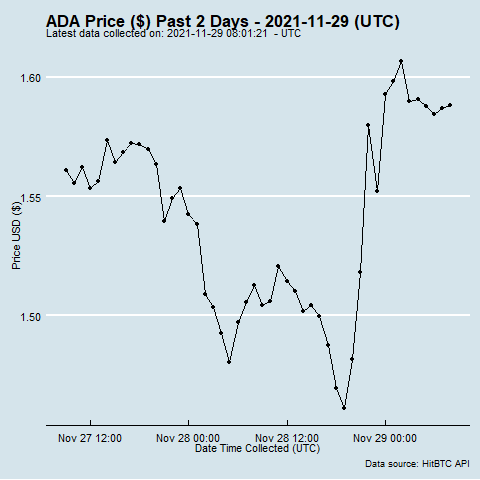 ADA Price ($) Past 2 Days - 2021-11-29 (UTC)
Latest data collected on: 2021-11-29 08:01:21  - UTC
1.60
1.55
Price USD ($)
1.50
Nov 27 12:00 Nov 28 00:00 Nov 28 12:00 Nov 29 00:00
Date Time Collected (UTC)
Data source: HitBTC API